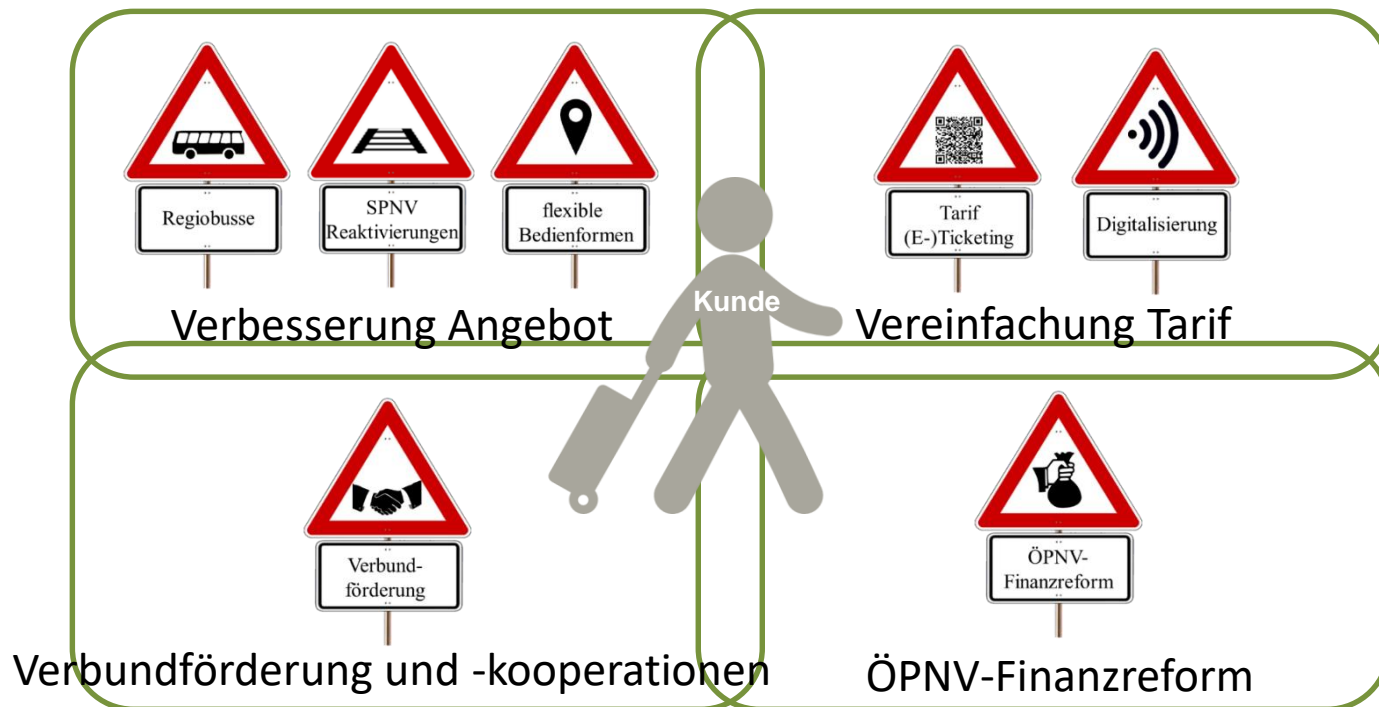 Regiobusse
SPNV
Reaktivierungen
flexible
Bedienformen
Verbesserung Angebot
Tarif
(E-)Ticketing
Digitalisierung
Vereinfachung Tarif
Kunde
Verbund-
förderung
Verbundförderung und -kooperationen
ÖPNV-
Finanzreform
ÖPNV-Finanzreform